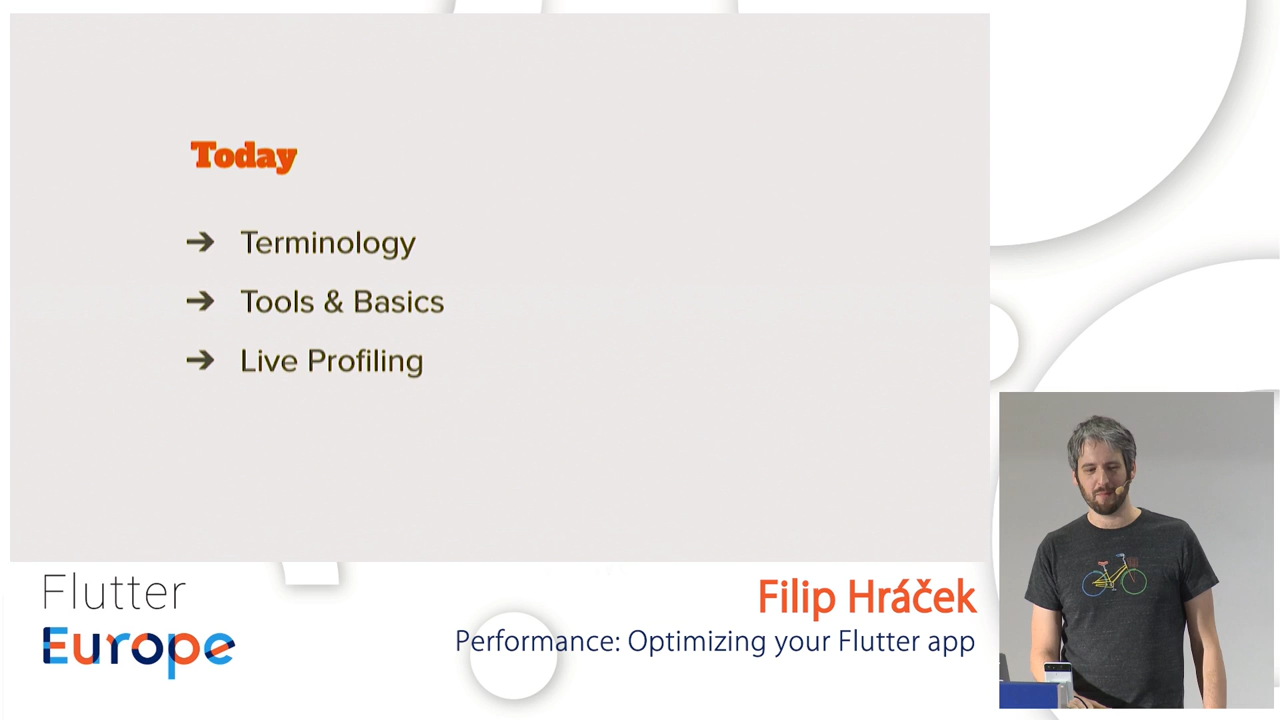 Today
➔ Terminology
➔ Tools & Basics
➔ Live Profiling
Flutter
Europe
Filip Hráček
Performance: Optimizing your Flutter app